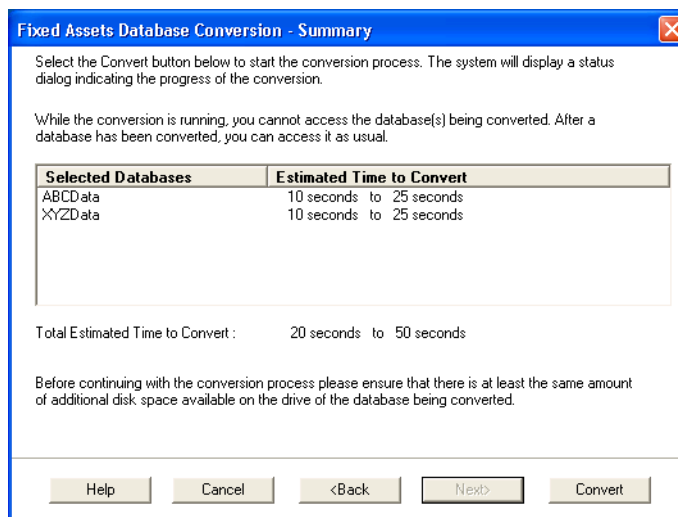 Fixed Assets Database Conversion - Summary
Select the Convert button below to start the conversion process. The system will display a status
dialog indicating the progress of the conversion.
While the conversion is running, you cannot access the database(s) being converted. After a
database has been converted, you can access it as usual.
Selected Databases Estimated Time to Convert
ABCData 10 seconds to 25 seconds
XYZData 10 seconds to 25 seconds
Total Estimated Time to Convert : 20 seconds to 50 seconds
Before continuing with the conversion process please ensure that there is at least the same amount
of additional disk space available on the drive of the database being converted.
Help Cancel <Back Next> Convert